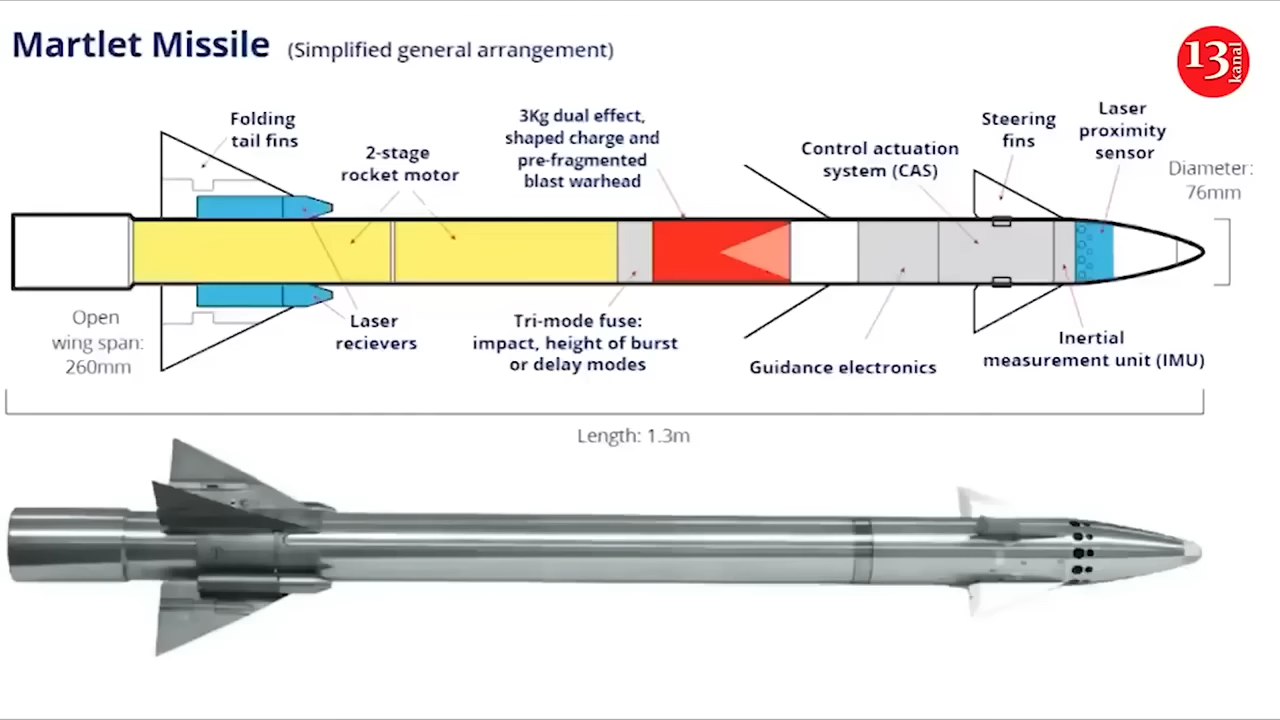 Martlet Missile (Simplified general arrangement)
13
kanal
Folding
tail fins
2-stage
rocket motor
3Kg dual effect,
shaped charge and
pre-fragmented
blast warhead
Control actuation
system (CAS)
Steering
fins
Laser
proximity
sensor
Diameter:
76mm
Open
wing span:
260mm
Laser
recievers
Tri-mode fuse:
impact, height of burst
or delay modes
Guidance electronics
Inertial
measurement unit (IMU)
Length: 1.3m